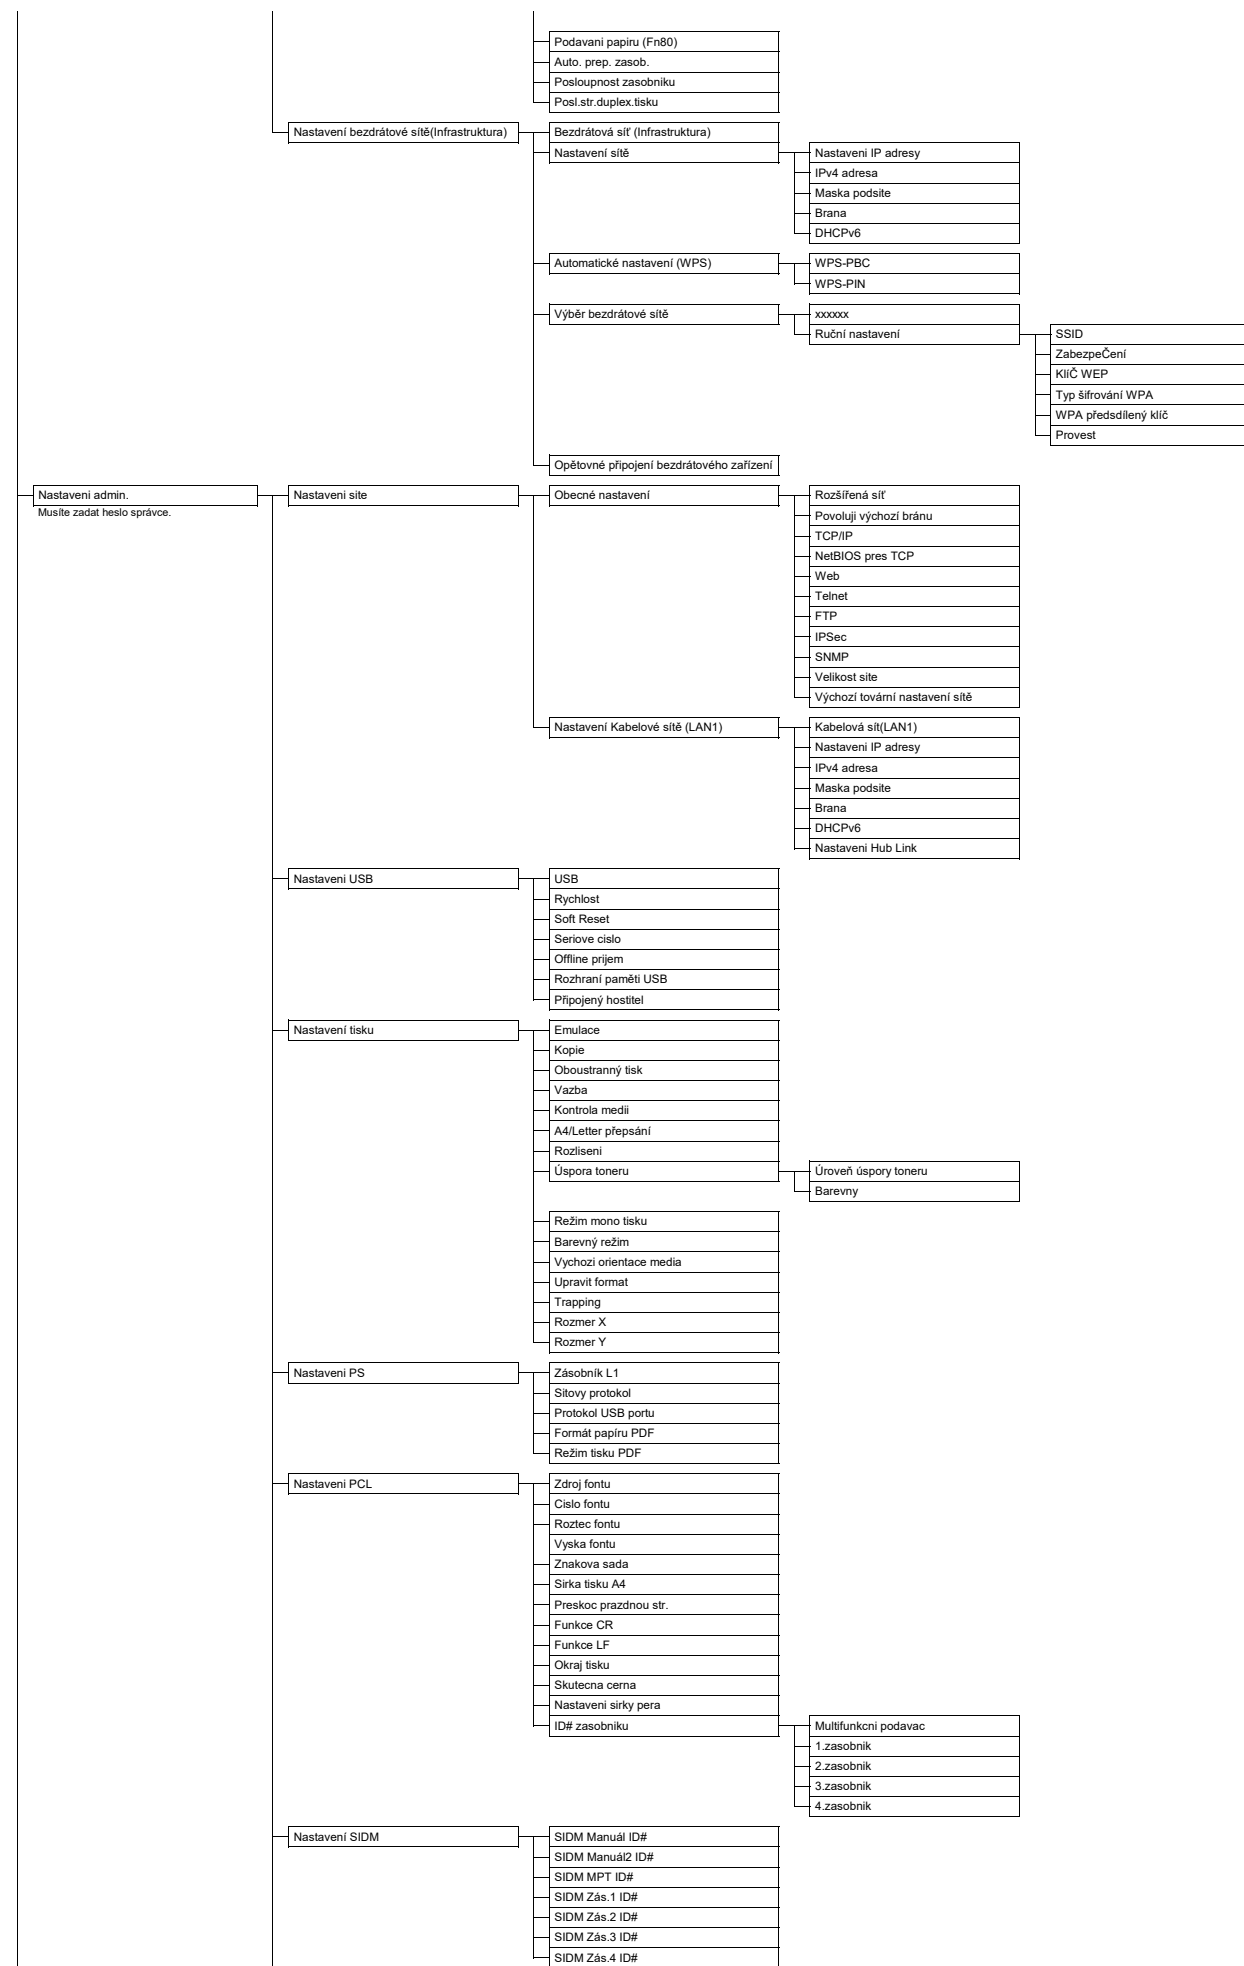 Podavani papiru (Fn80)
Auto. prep. zasob.
Posloupnost zasobniku
Posl.str.duplex.tisku
Nastavení bezdrátové sítě(Infrastruktura)
Bezdrátová síť (Infrastruktura)
Nastavení sítě
Nastaveni IP adresy
IPv4 adresa
Maska podsite
Brana
DHCPv6
Automatické nastavení (WPS)
WPS-PBC
WPS-PIN
Výběr bezdrátové sítě
xxxxxx
Ruční nastavení
SSID
ZabezpeČení
KlíČ WEP
Typ šifrování WPA
WPA předsdílený klíč
Provest
Opětovné připojení bezdrátového zařízení
Nastaveni admin.
Musíte zadat heslo správce.
Nastaveni site
Obecné nastavení
Rozšířená síť
Povoluji výchozí bránu
TCP/IP
NetBIOS pres TCP
Web
Telnet
FTP
IPSec
SNMP
Velikost site
Výchozí tovární nastavení sítě
Nastavení Kabelové sítě (LAN1)
Kabelová sít(LAN1)
Nastaveni IP adresy
IPv4 adresa
Maska podsite
Brana
DHCPv6
Nastaveni Hub Link
Nastaveni USB
USB
Rychlost
Soft Reset
Seriove cislo
Offline prijem
Rozhraní paměti USB
Připojený hostitel
Nastavení tisku
Emulace
Kopie
Oboustranný tisk
Vazba
Kontrola medii
A4/Letter přepsání
Rozliseni
Úspora toneru
Úroveň úspory toneru
Barevny
Režim mono tisku
Barevný režim
Vychozi orientace media
Upravit format
Trapping
Rozmer X
Rozmer Y
Nastaveni PS
Zásobník L1
Sitovy protokol
Protokol USB portu
Formát papíru PDF
Režim tisku PDF
Nastaveni PCL
Zdroj fontu
Cislo fontu
Roztec fontu
Vyska fontu
Znakova sada
Sirka tisku A4
Preskoc prazdnou str.
Funkce CR
Funkce LF
Okraj tisku
Skutecna cerna
Nastaveni sirky pera
ID# zasobniku
Multifunkcni podavac
1.zasobnik
2.zasobnik
3.zasobnik
4.zasobnik
Nastavení SIDM
SIDM Manuál ID#
SIDM Manuál2 ID#
SIDM MPT ID#
SIDM Zás.1 ID#
SIDM Zás.2 ID#
SIDM Zás.3 ID#
SIDM Zás.4 ID#